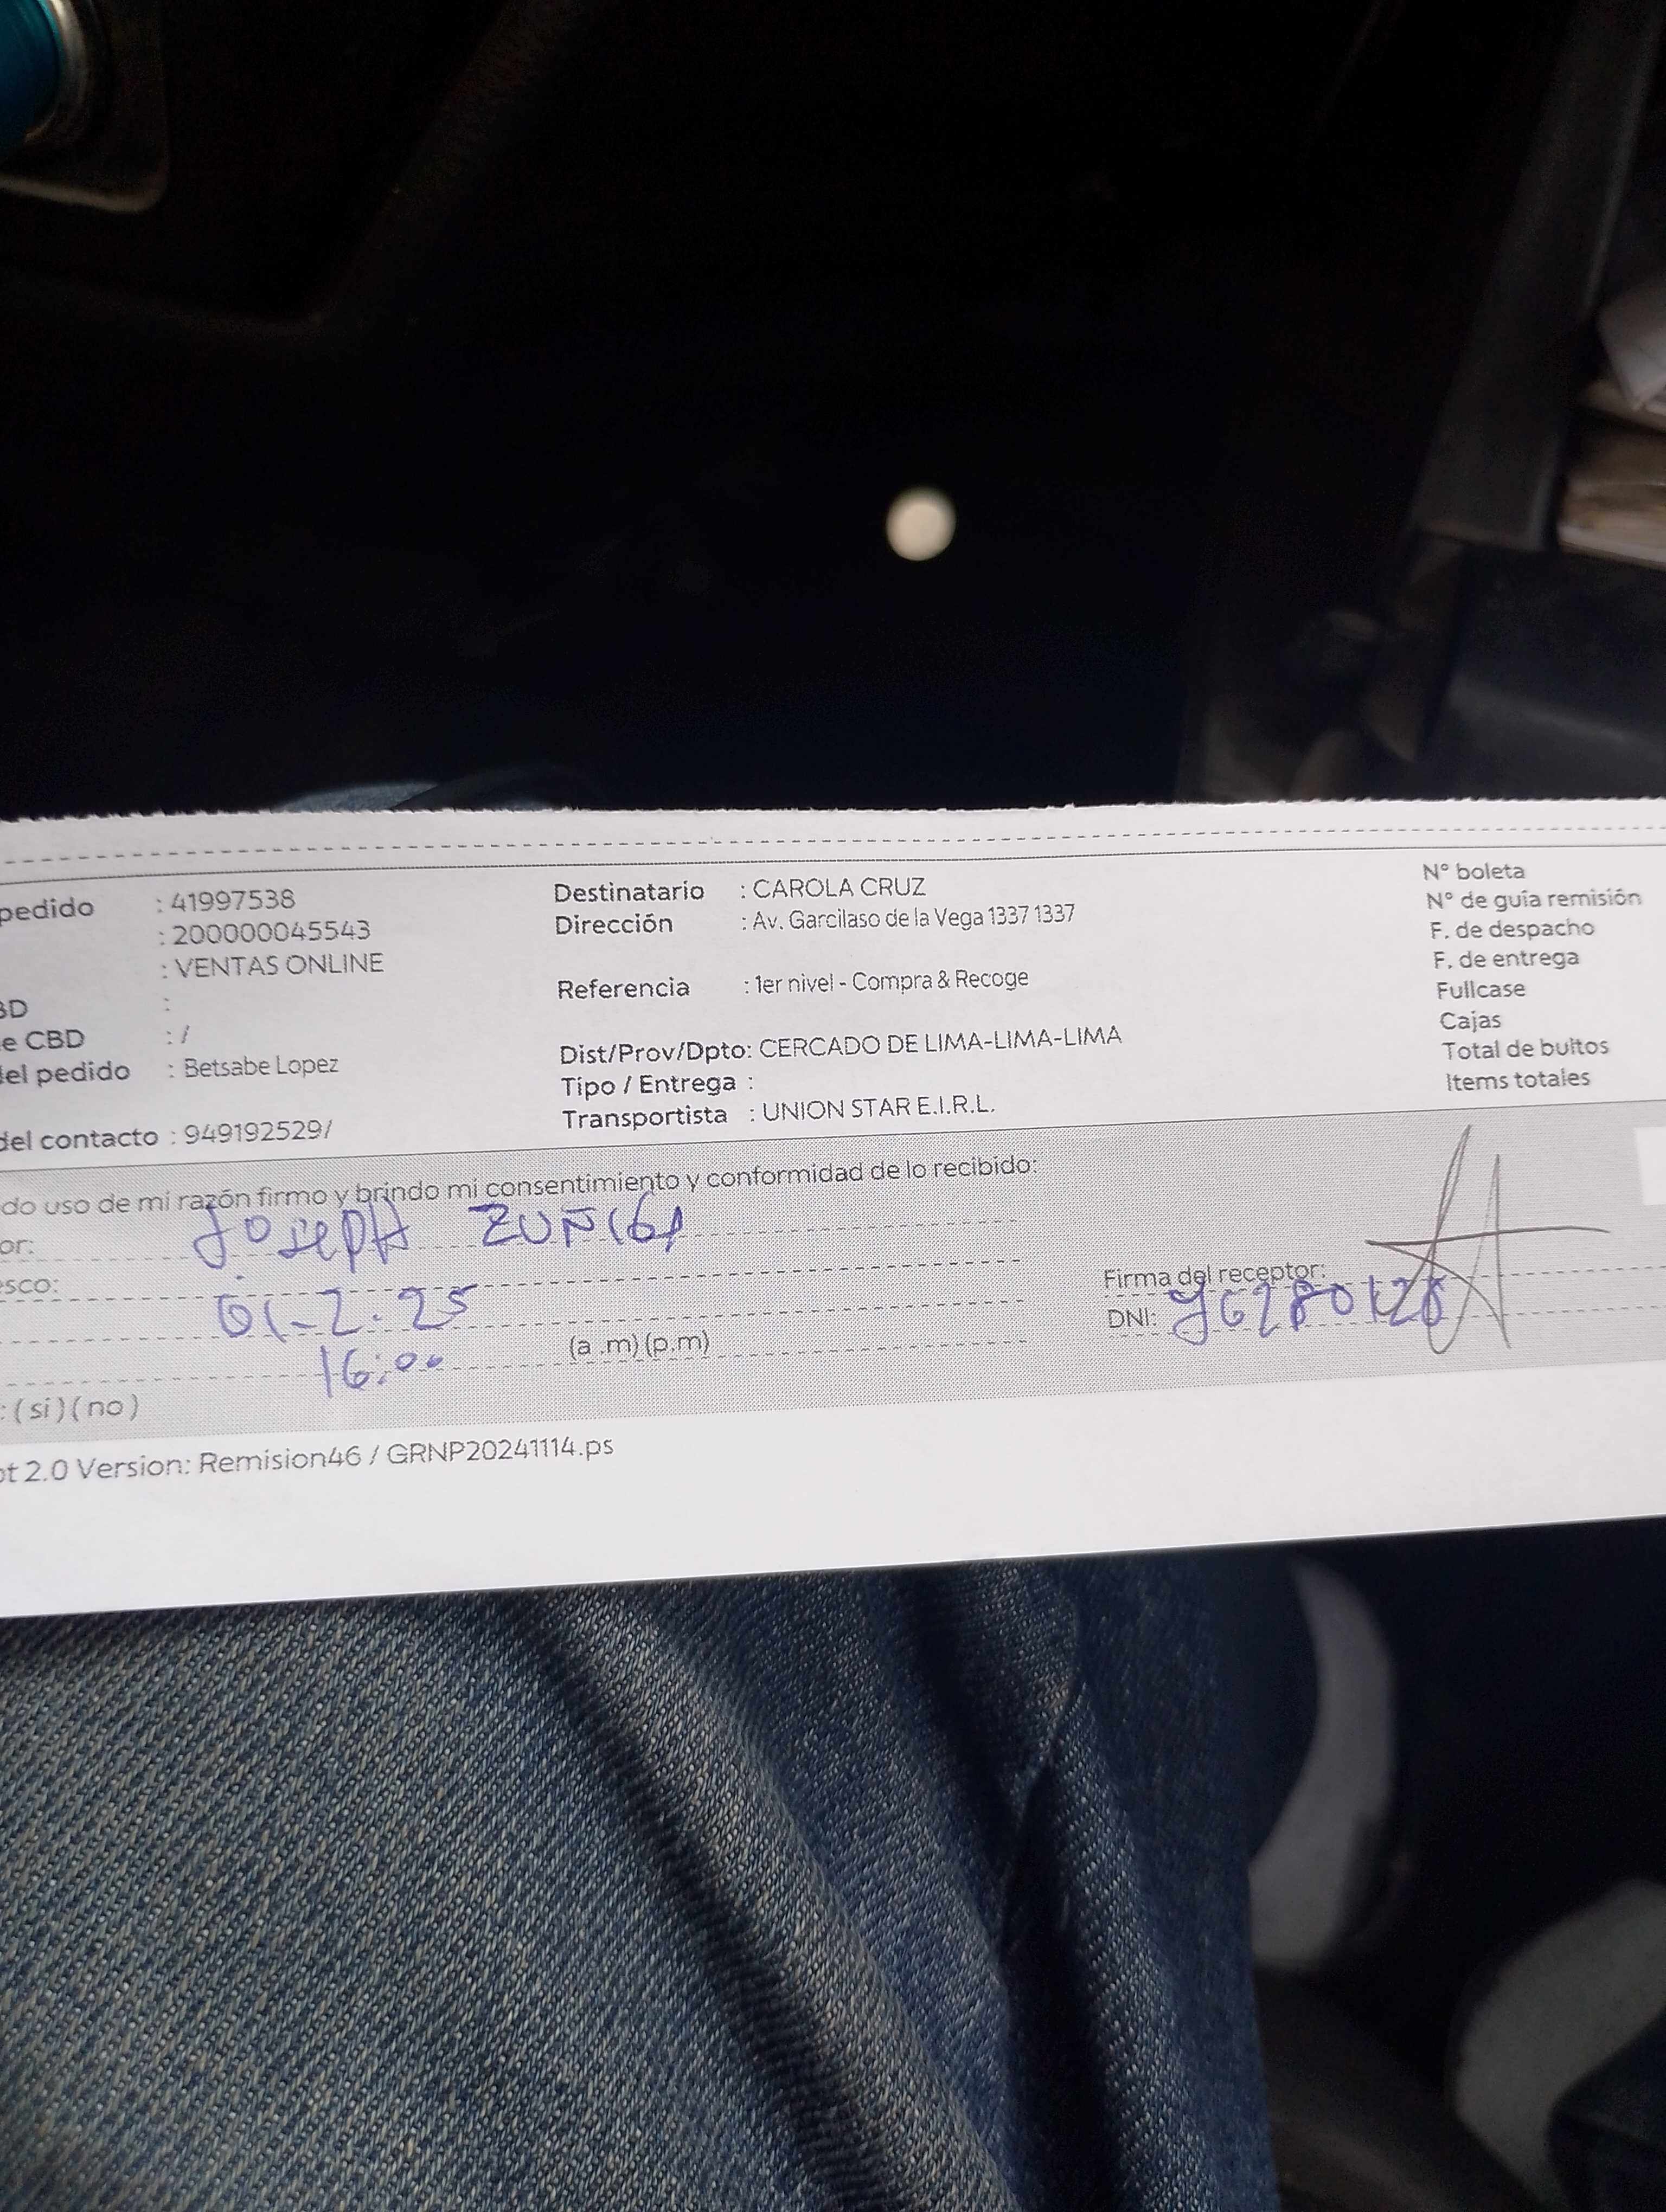 pedido : 41997538
: 200000045543
: VENTAS ONLINE
BD :
e CBD : /
del pedido : Betsabe Lopez
del contacto : 949192529/
Destinatario : CAROLA CRUZ
Dirección : Av. Garcilaso de la Vega 1337 1337
Referencia : 1er nivel - Compra & Recoge
Dist/Prov/Dpto: CERCADO DE LIMA-LIMA-LIMA
Tipo / Entrega :
Transportista : UNION STAR E.I.R.L.
N° boleta
N° de guía remisión
F. de despacho
F. de entrega
Fullcase
Cajas
Total de bultos
Items totales
do uso de mi razón firmo y brindo mi consentimiento y conformidad de lo recibido:
or: Joseph ZUÑIGA
esco:
01-2-25
16:00 (a .m) (p.m)
: ( si ) ( no )
Firma del receptor:
DNI:
ot 2.0 Version: Remision46 / GRNP20241114.ps